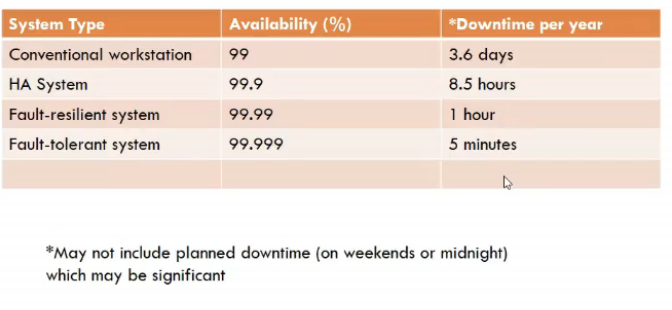 System Type Availability (%) *Downtime per year
Conventional workstation 99 3.6 days
HA System 99.9 8.5 hours
Fault-resilient system 99.99 1 hour
Fault-tolerant system 99.999 5 minutes
*May not include planned downtime (on weekends or midnight)
which may be significant